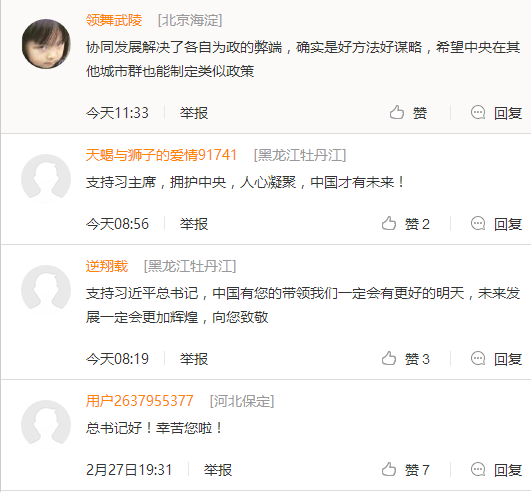 领舞武陵 [北京海淀]
协同发展解决了各自为政的弊端，确实是好方法好谋略，希望中央在其
他城市群也能制定类似政策
今天11:33 举报 赞 回复
天蝎与狮子的爱情91741 [黑龙江牡丹江]
支持习主席，拥护中央，人心凝聚，中国才有未来！
今天08:56 举报 赞 2 回复
逆翔载 [黑龙江牡丹江]
支持习近平总书记，中国有您的带领我们一定会有更好的明天，未来发
展一定会更加辉煌，向您致敬
今天08:19 举报 赞 3 回复
用户2637955377 [河北保定]
总书记好！幸苦您啦！
2月27日19:31 举报 赞 7 回复